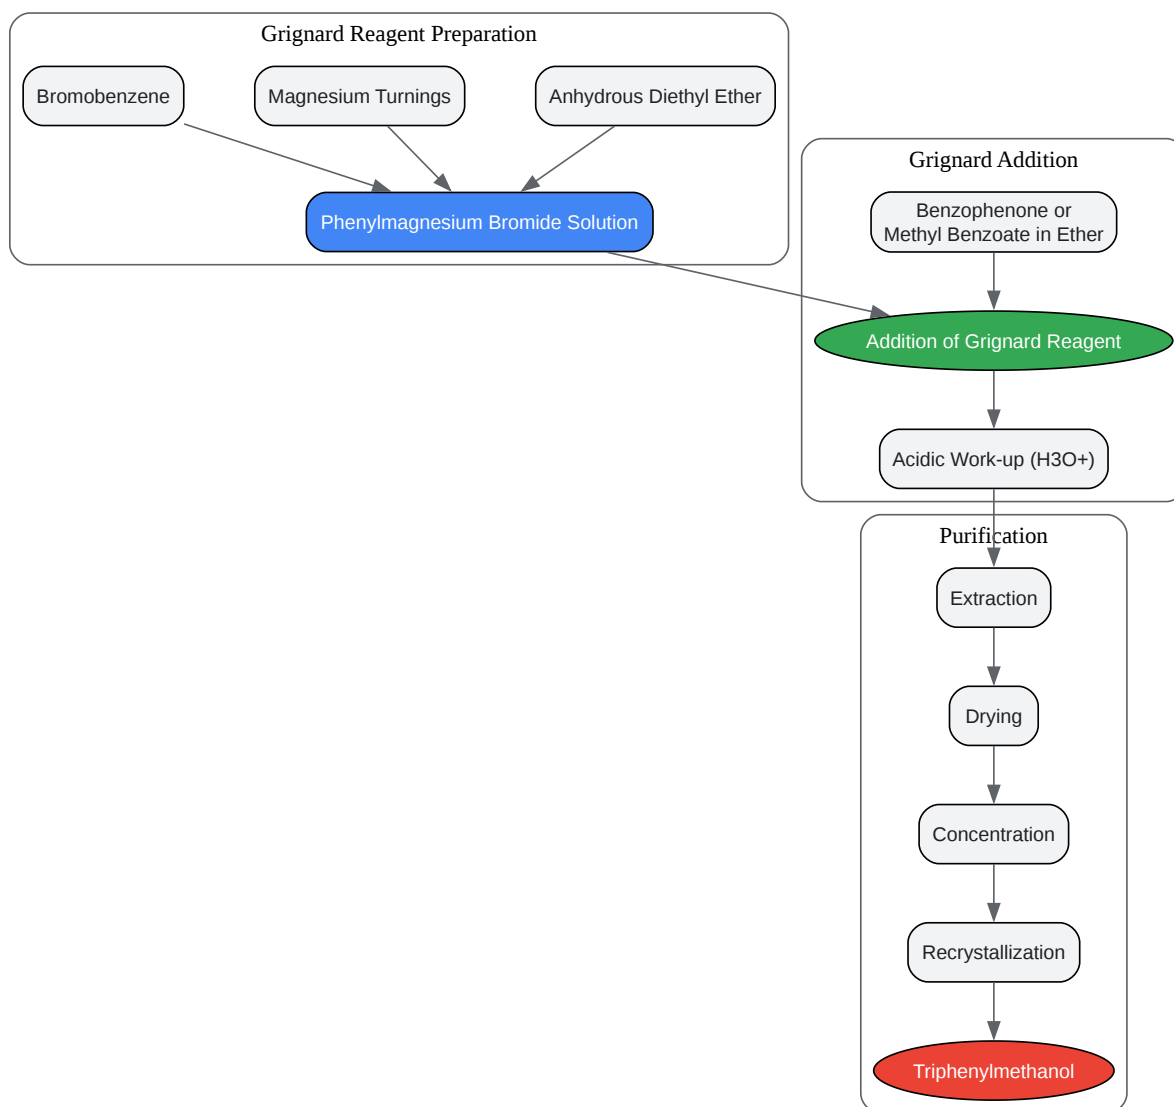 Grignard Reagent Preparation
Bromobenzene
Magnesium Turnings
Anhydrous Diethyl Ether
Phenylmagnesium Bromide Solution
Grignard Addition
Benzophenone or
Methyl Benzoate in Ether
Addition of Grignard Reagent
Acidic Work-up (H3O+)
Purification
Extraction
Drying
Concentration
Recrystallization
Triphenylmethanol